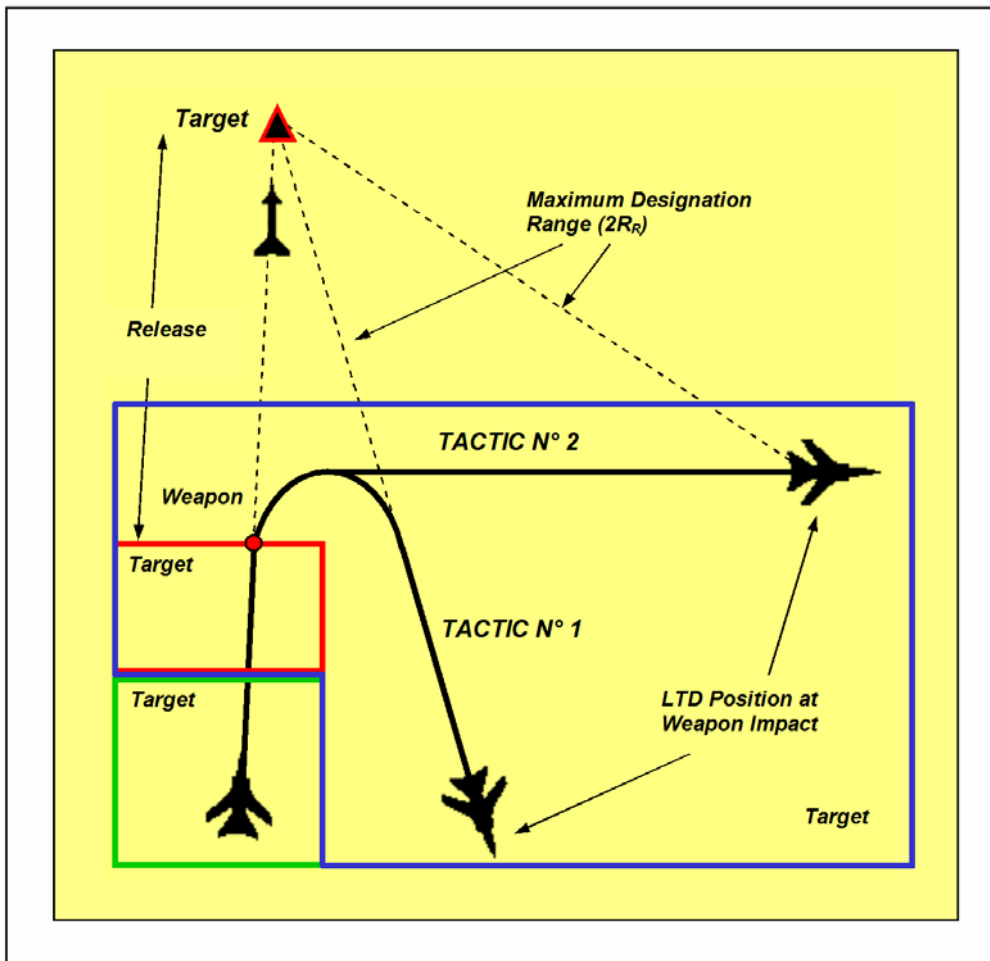 Target
Maximum Designation
Range (2R_R)
Release
TACTIC N° 2
Weapon
Target
TACTIC N° 1
Target
LTD Position at
Weapon Impact
Target